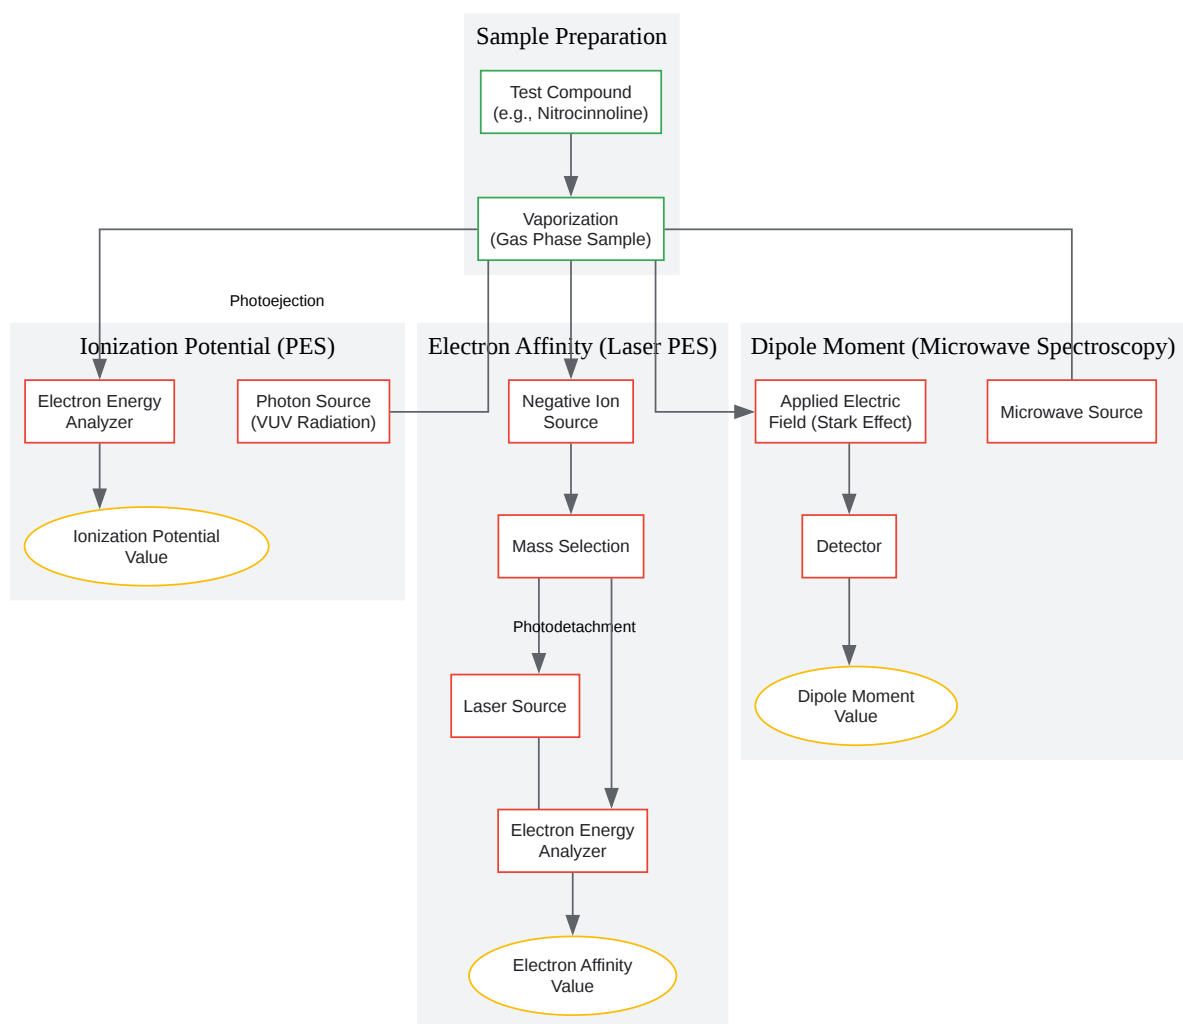 Sample Preparation
Test Compound
(e.g., Nitrocinnoline)
Vaporization
(Gas Phase Sample)
Photoejection
Ionization Potential (PES)
Electron Energy
Analyzer
Photon Source
(VUV Radiation)
Ionization Potential
Value
Electron Affinity (Laser PES)
Negative Ion
Source
Mass Selection
Photodetachment
Laser Source
Electron Energy
Analyzer
Electron Affinity
Value
Dipole Moment (Microwave Spectroscopy)
Applied Electric
Field (Stark Effect)
Microwave Source
Detector
Dipole Moment
Value